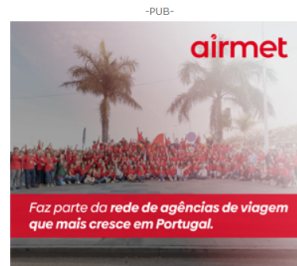 -PUB-
airmet
Faz parte da rede de agências de viagem
que mais cresce em Portugal.